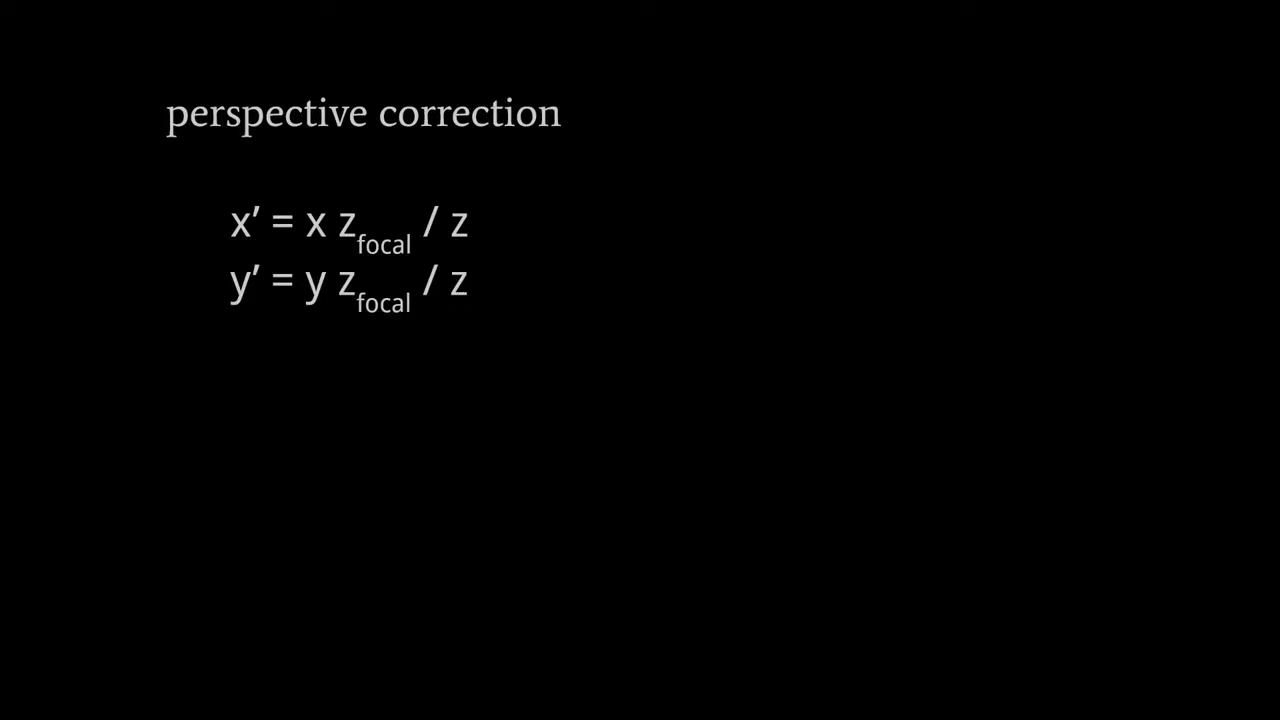 perspective correction
x′ = x z_focal / z
y′ = y z_focal / z